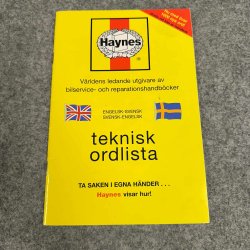 Haynes
®
Världens ledande utgivare av
bilservice- och reparationshandböcker
ENGELSK-SVENSK
SVENSK-ENGELSK
teknisk
ordlista
TA SAKEN I EGNA HÄNDER . . .
Haynes visar hur!